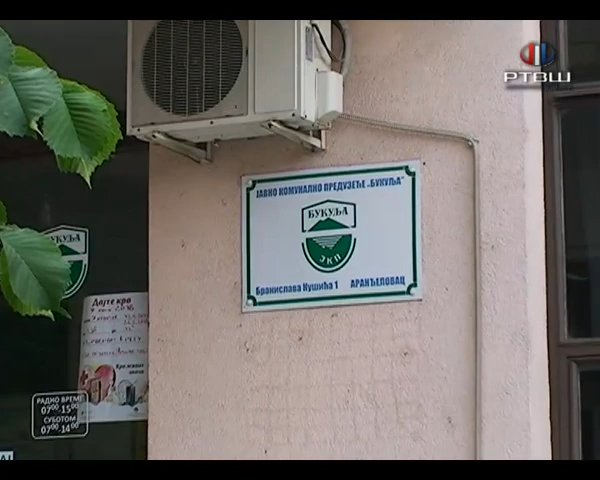 РТВШ
ЈАВНО КОМУНАЛНО ПРЕДУЗЕЋЕ „БУКУЉА"
БУКУЉА
ЈКП
Бранислава Нушића 1 АРАНЂЕЛОВАЦ
БУКУЉА
Дајте крв
РАДНО ВРЕМЕ
07⁰⁰-15⁰⁰
СУБОТОМ
07⁰⁰-14⁰⁰